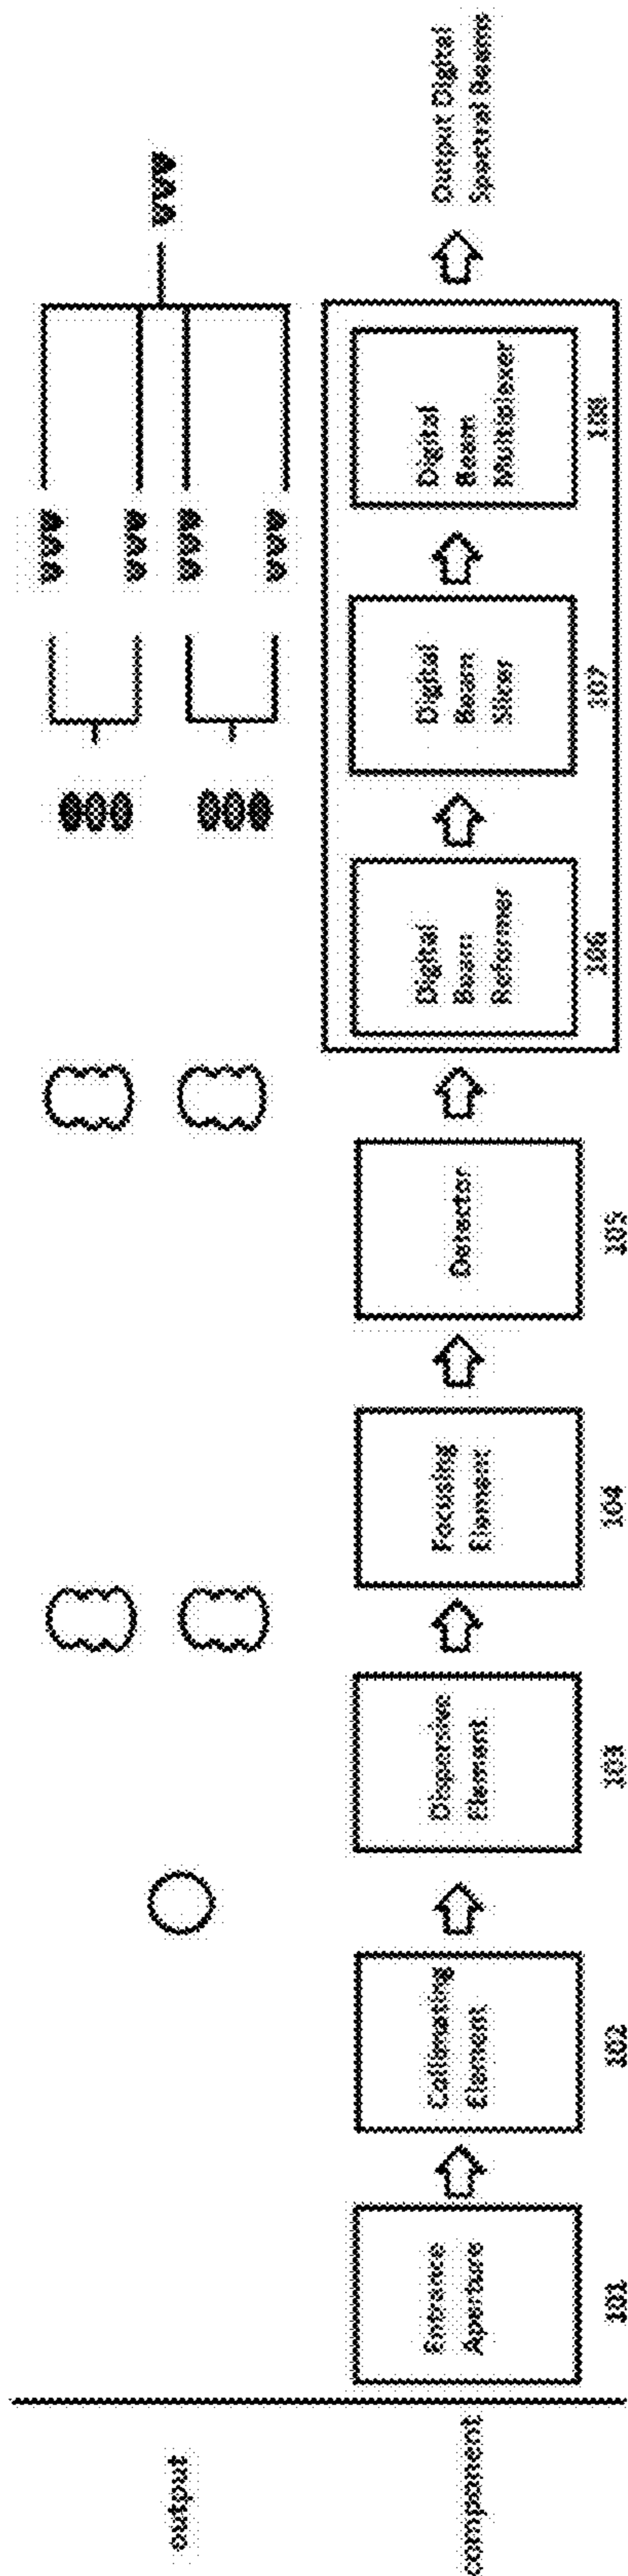 output
component
Entrance
Aperture
101
Collimating
Element
102
Dispersive
Element
103
Focusing
Element
104
Detector
105
Digital
Beam
Reformer
106
Digital
Beam
Slicer
107
Digital
Beam
Multiplexer
108
Output Digital
Spectral Beam